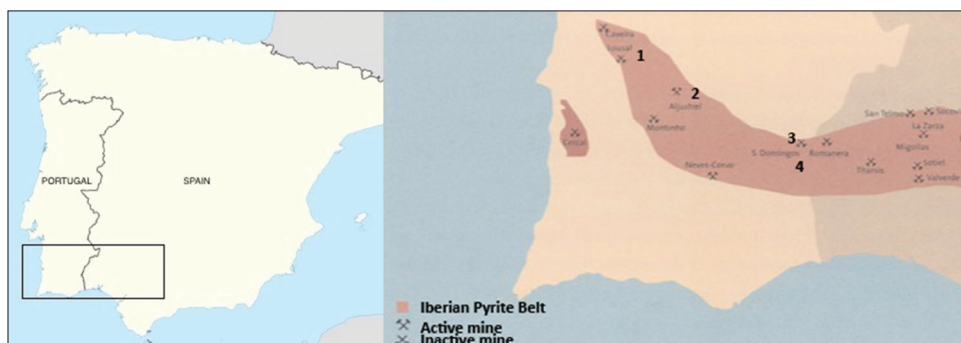 PORTUGAL
SPAIN
Caveira
Lousal
1
2
Aljustrel
Montinho
Cercal
3
S. Domingos
Romanera
4
Neves-Corvo
San Telmo
La Zarza
Migollas
Tharsis
Sotiel
Valverde
Iberian Pyrite Belt
Active mine
Inactive mine